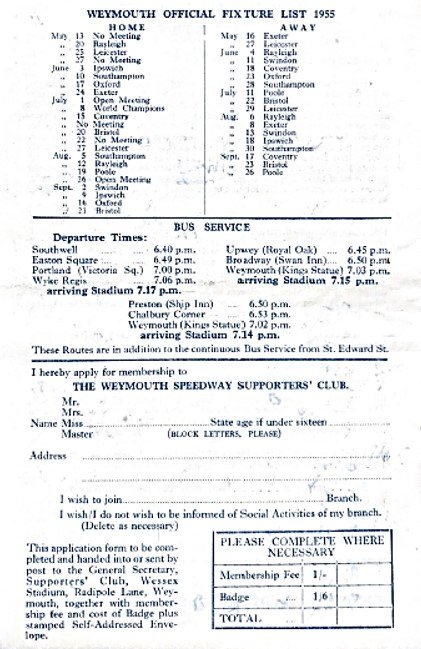 WEYMOUTH OFFICIAL FIXTURE LIST 1955
HOME
May 13 No Meeting
„ 20 Rayleigh
„ 25 Leicester
„ 27 No Meeting
June 3 Ipswich
„ 10 Southampton
„ 17 Oxford
„ 24 Exeter
July 1 Open Meeting
„ 8 World Champions
„ 15 Coventry
„ No Meeting
„ 20 Bristol
„ 22 No Meeting
„ 27 Leicester
Aug. 5 Southampton
„ 12 Rayleigh
„ 19 Poole
„ 26 Open Meeting
Sept. 2 Swindon
„ 9 Ipswich
„ 16 Oxford
„ 21 Bristol
AWAY
May 16 Exeter
„ 27 Leicester
June 4 Rayleigh
„ 11 Swindon
„ 18 Coventry
„ 23 Oxford
„ 28 Southampton
July 11 Poole
„ 22 Bristol
„ 29 Leicester
Aug. 6 Rayleigh
„ 8 Exeter
„ 13 Swindon
„ 18 Ipswich
„ 30 Southampton
Sept. 17 Coventry
„ 23 Bristol
„ 26 Poole
BUS SERVICE
Departure Times:
Southwell ... 6.40 p.m.
Easton Square ... 6.49 p.m.
Portland (Victoria Sq.) 7.00 p.m.
Wyke Regis ... 7.06 p.m.
arriving Stadium 7.17 p.m.
Upwey (Royal Oak) ... 6.45 p.m.
Broadway (Swan Inn)... 6.50 p.m
Weymouth (Kings Statue) 7.03 p.m.
arriving Stadium 7.15 p.m.
Preston (Ship Inn) ... 6.50 p.m.
Chalbury Corner ... 6.53 p.m.
Weymouth (Kings Statue) 7.02 p.m.
arriving Stadium 7.14 p.m.
These Routes are in addition to the continuous Bus Service from St. Edward St.
I hereby apply for membership to
THE WEYMOUTH SPEEDWAY SUPPORTERS' CLUB.
Mr.
Mrs.
Name Miss State age if under sixteen
Master (BLOCK LETTERS, PLEASE)
Address
I wish to join Branch.
I wish/I do not wish to be informed of Social Activities of my branch.
(Delete as necessary)
This application form to be com-
pleted and handed into or sent by
post to the General Secretary,
Supporters' Club, Wessex
Stadium, Radipole Lane, Wey-
mouth, together with member-
ship fee and cost of Badge plus
stamped Self-Addressed Enve-
lope.
PLEASE COMPLETE WHERE
NECESSARY
Membership Fee 1/-
Badge ... 1/6
TOTAL ...